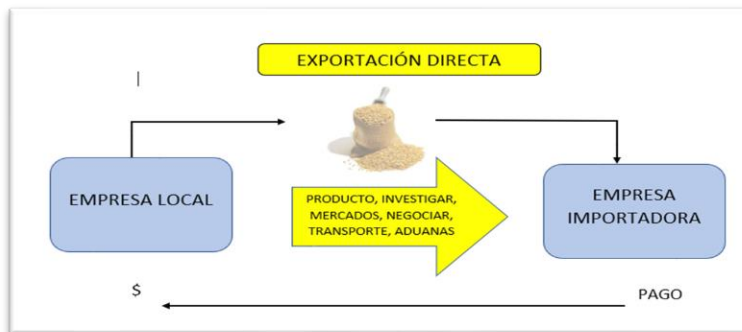 EXPORTACIÓN DIRECTA
EMPRESA LOCAL
PRODUCTO, INVESTIGAR,
MERCADOS, NEGOCIAR,
TRANSPORTE, ADUANAS
EMPRESA
IMPORTADORA
$
PAGO